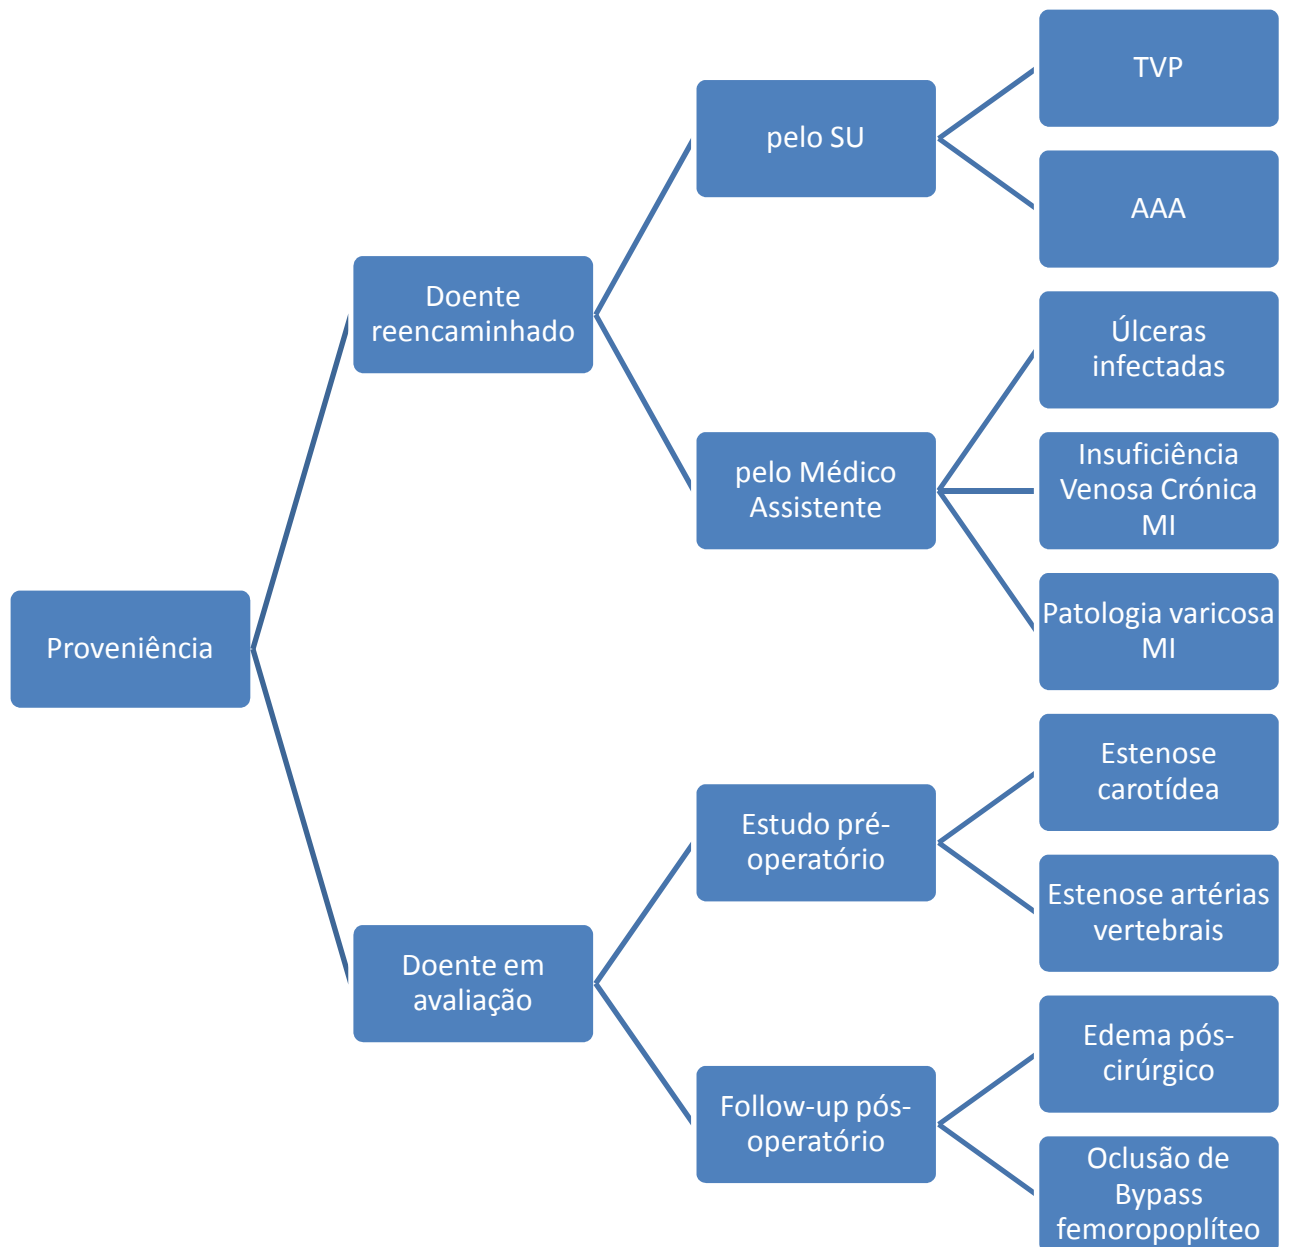 Proveniência
Doente
reencaminhado
pelo SU
TVP
AAA
pelo Médico
Assistente
Úlceras
infectadas
Insuficiência
Venosa Crónica
MI
Patologia varicosa
MI
Doente em
avaliação
Estudo pré-
operatório
Estenose
carotídea
Estenose artérias
vertebrais
Follow-up pós-
operatório
Edema pós-
cirúrgico
Oclusão de
Bypass
femoropoplíteo